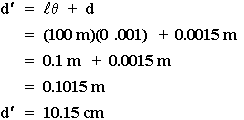 d′ = ℓθ + d
= (100 m)(0 .001) + 0.0015 m
= 0.1 m + 0.0015 m
= 0.1015 m
d′ = 10.15 cm